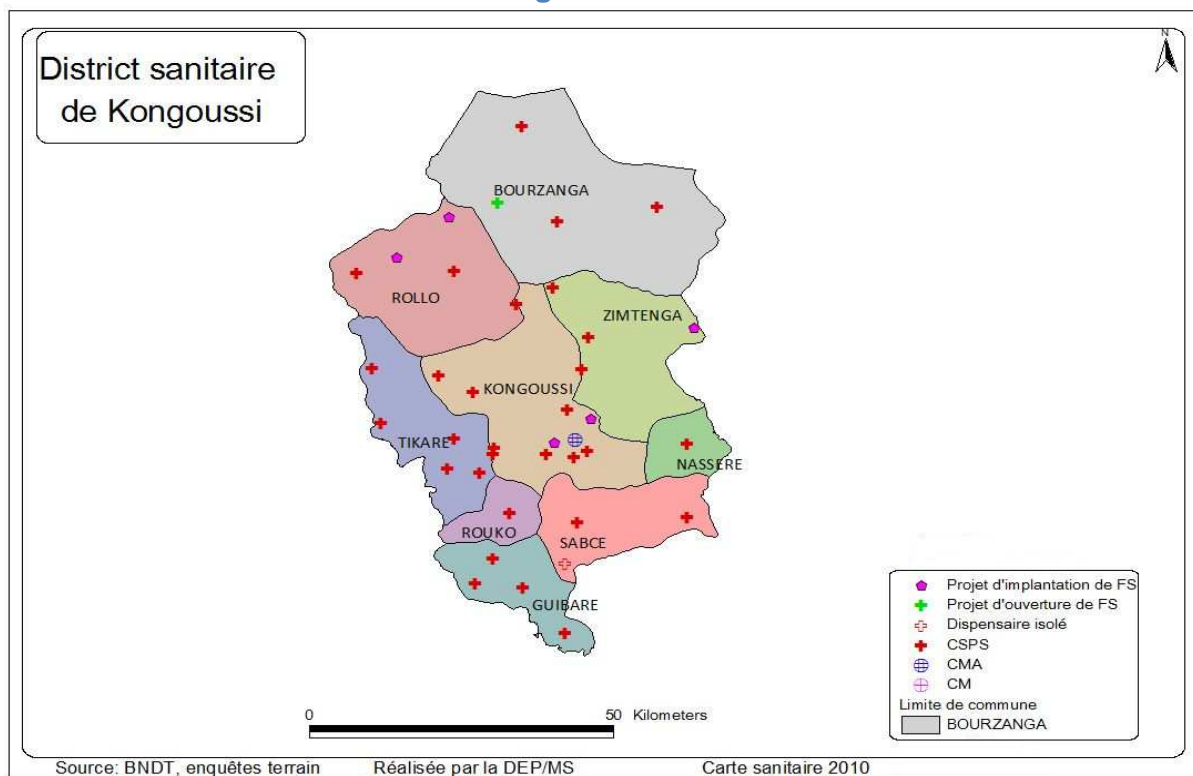 District sanitaire
de Kongoussi
N
BOURZANGA
ROLLO
ZIMTENGA
KONGOUSSI
TIKARE
NASSERE
ROUKO
SABCE
GUIBARE
Projet d'implantation de FS
Projet d'ouverture de FS
Dispensaire isolé
CSPS
CMA
CM
Limite de commune
BOURZANGA
0 50 Kilometers
Source: BNDT, enquêtes terrain Réalisée par la DEP/MS Carte sanitaire 2010